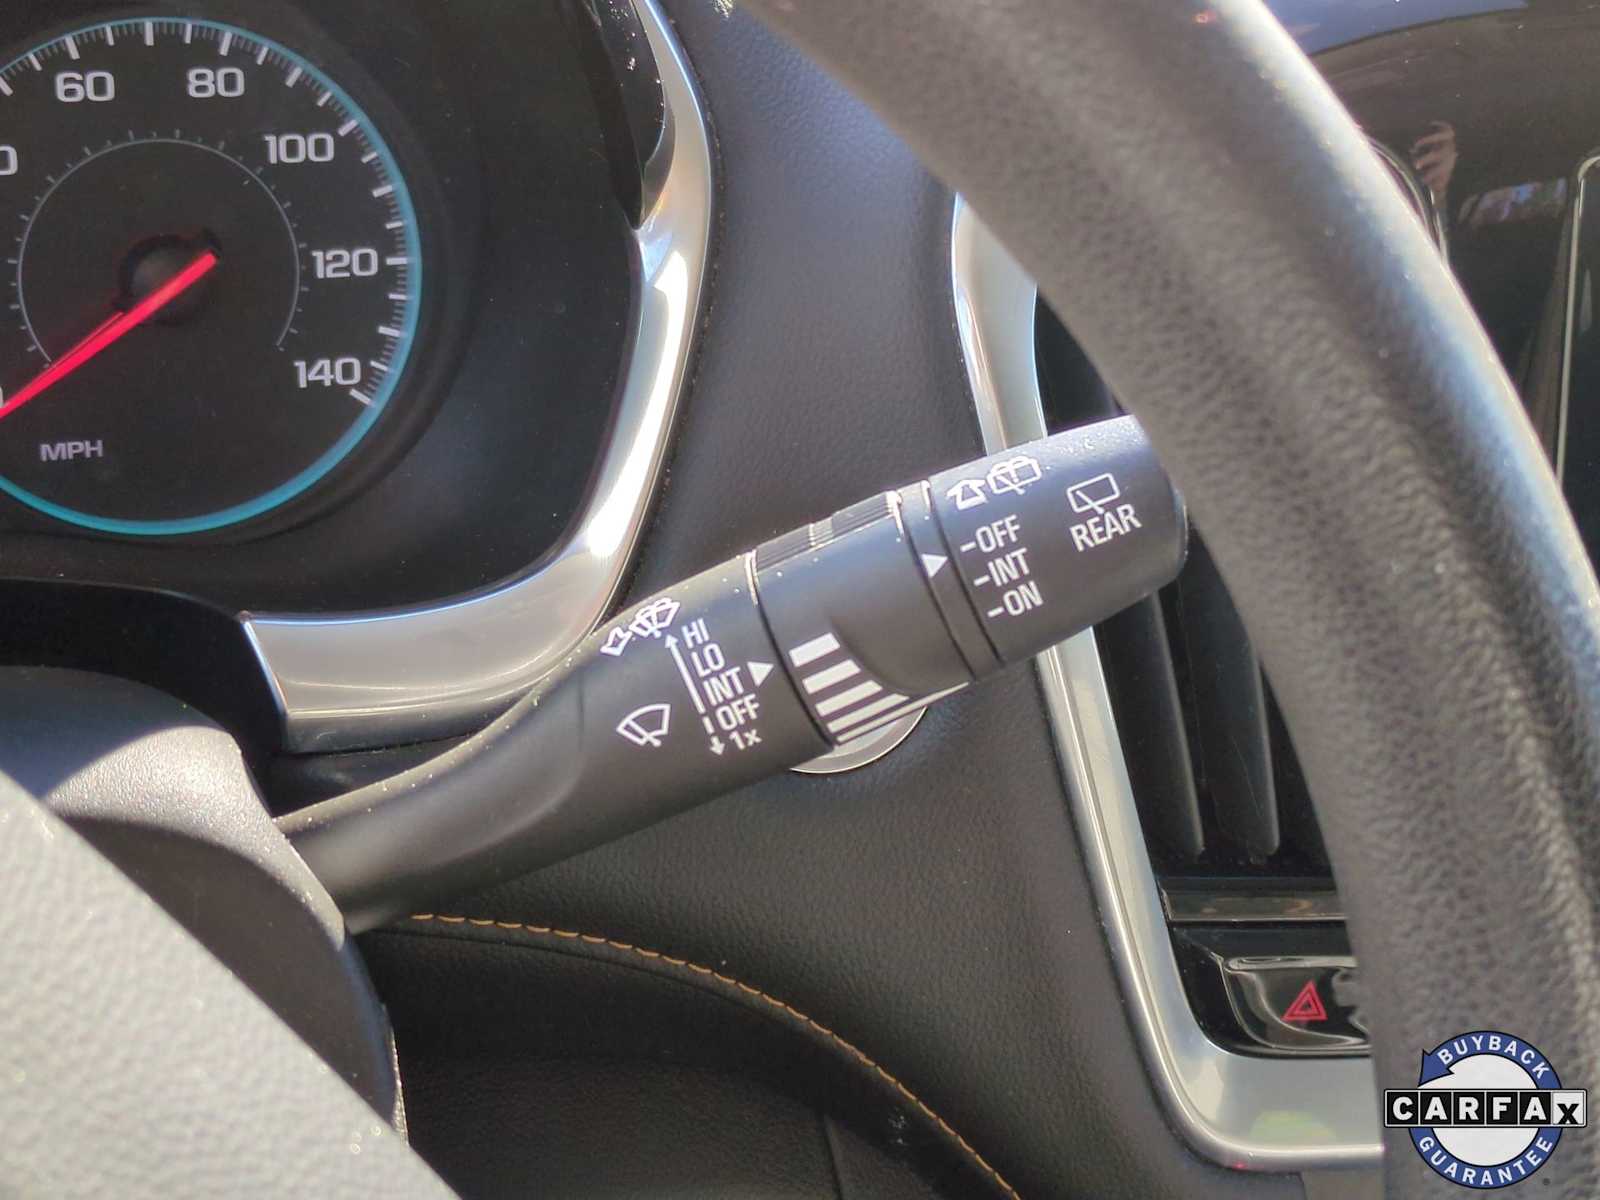 60
80
100
120
140
MPH
HI
LO
INT
OFF
1x
-OFF
-INT
-ON
REAR
BUYBACK
CARFAX
GUARANTEE